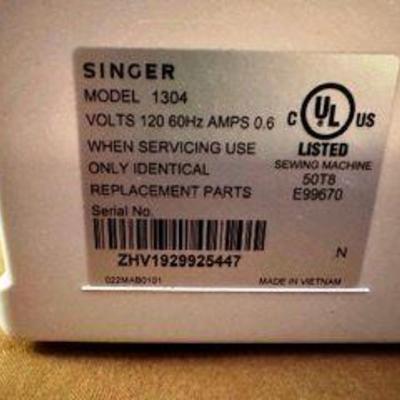 SINGER
MODEL 1304
VOLTS 120 60Hz AMPS 0.6
WHEN SERVICING USE
ONLY IDENTICAL
REPLACEMENT PARTS
Serial No.
ZHV1929925447
022MAB0101
C UL US
LISTED
SEWING MACHINE
50T8
E99670
N
MADE IN VIETNAM